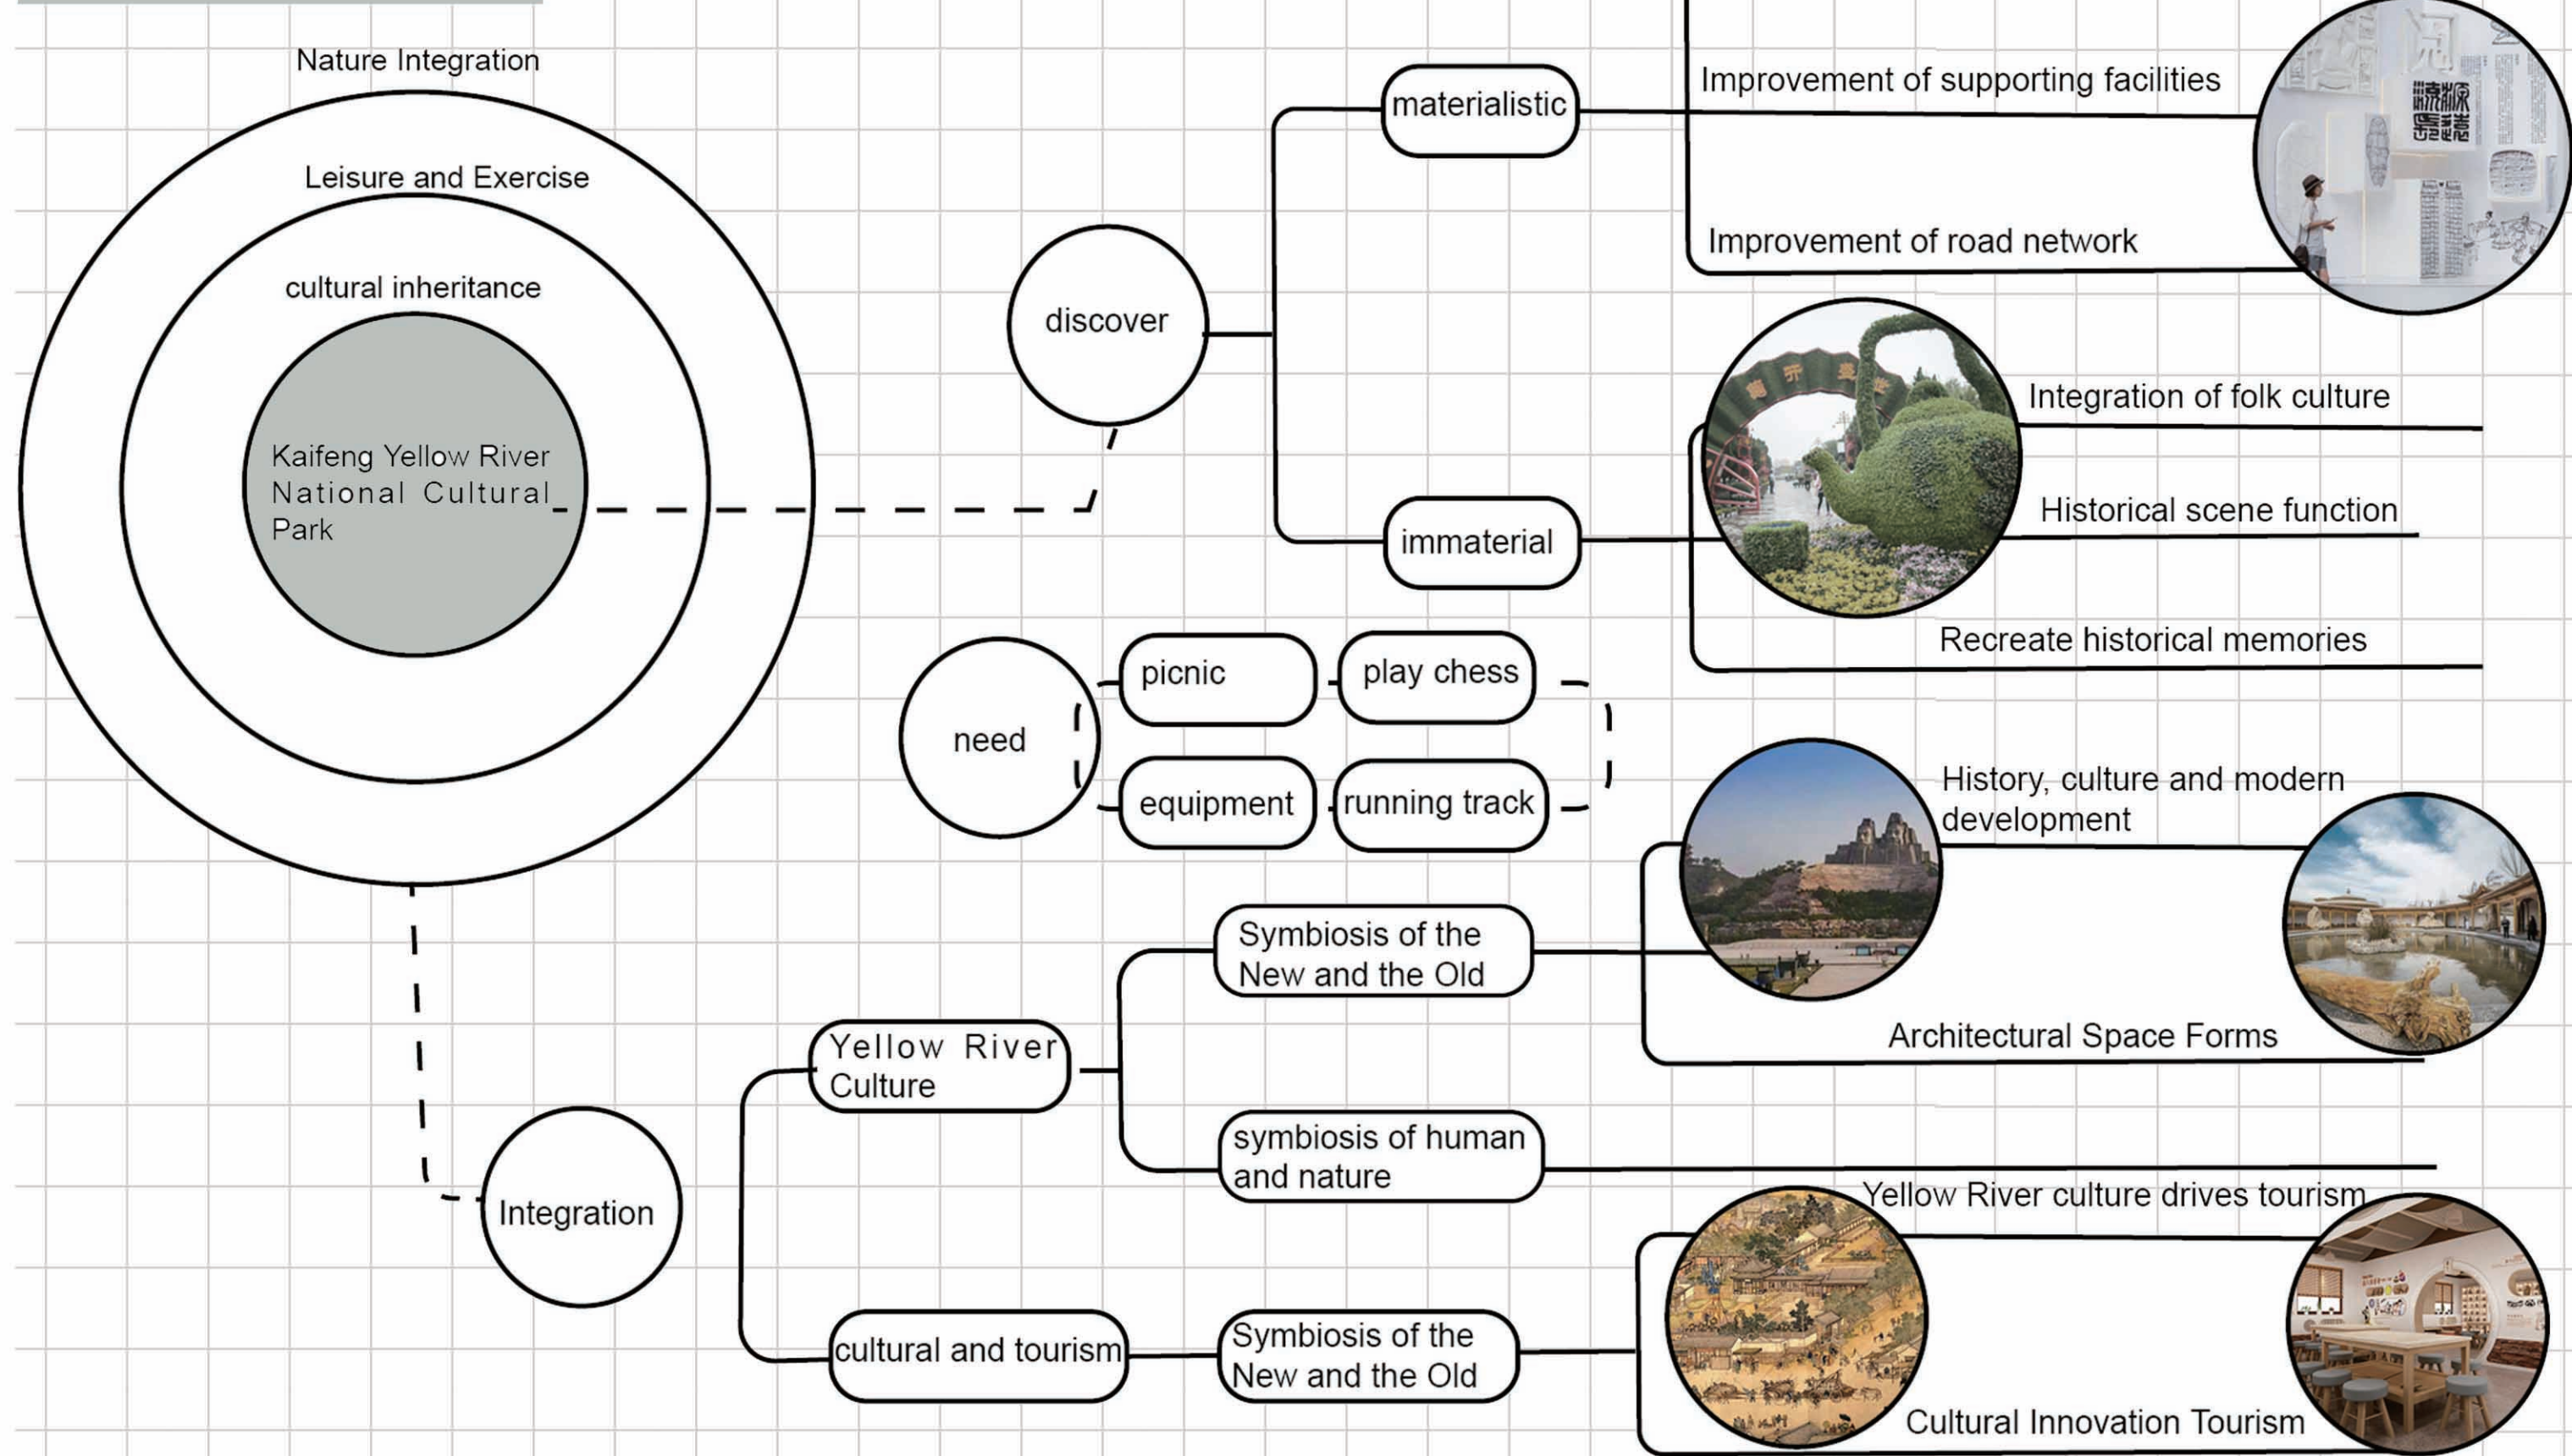 Nature Integration
Leisure and Exercise
cultural inheritance
Kaifeng Yellow River
National Cultural
Park
discover
materialistic
Improvement of supporting facilities
Improvement of road network
immaterial
Integration of folk culture
Historical scene function
Recreate historical memories
need
picnic
play chess
equipment
running track
Integration
Yellow River
Culture
Symbiosis of the
New and the Old
History, culture and modern
development
Architectural Space Forms
symbiosis of human
and nature
cultural and tourism
Symbiosis of the
New and the Old
Yellow River culture drives tourism
Cultural Innovation Tourism